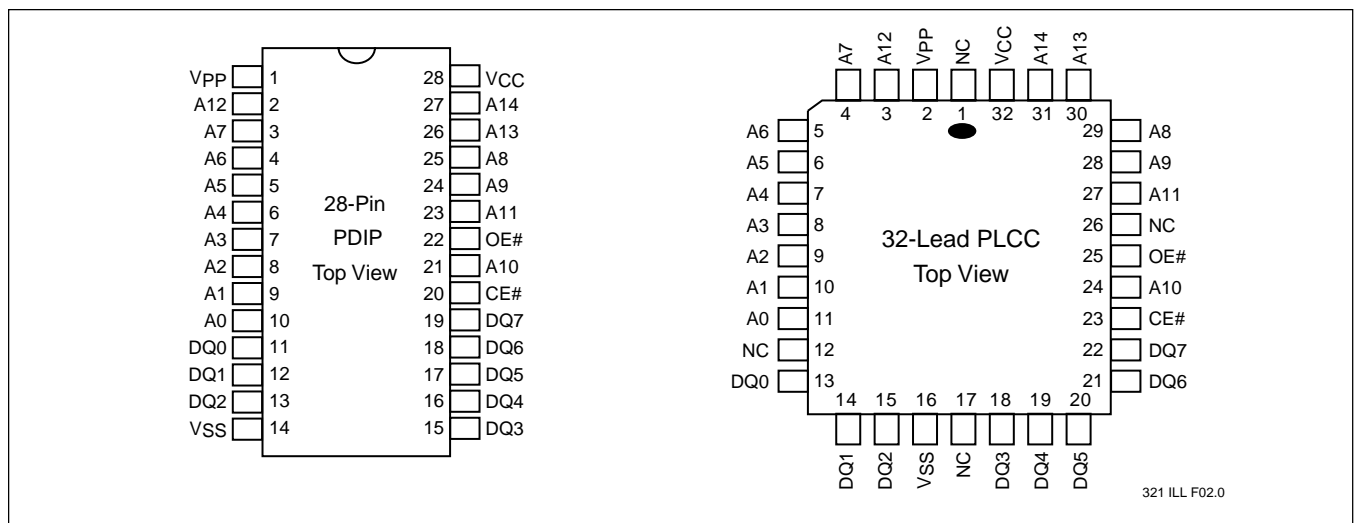 VPP 1 28 VCC
A12 2 27 A14
A7 3 26 A13
A6 4 25 A8
A5 5 24 A9
A4 6 23 A11
A3 7 22 OE#
A2 8 21 A10
A1 9 20 CE#
A0 10 19 DQ7
DQ0 11 18 DQ6
DQ1 12 17 DQ5
DQ2 13 16 DQ4
VSS 14 15 DQ3
28-Pin
PDIP
Top View
A7 A12 VPP NC VCC A14 A13
4 3 2 1 32 31 30
A6 5 29 A8
A5 6 28 A9
A4 7 27 A11
A3 8 26 NC
A2 9 25 OE#
A1 10 24 A10
A0 11 23 CE#
NC 12 22 DQ7
DQ0 13 21 DQ6
32-Lead PLCC
Top View
14 15 16 17 18 19 20
DQ1 DQ2 VSS NC DQ3 DQ4 DQ5
321 ILL F02.0